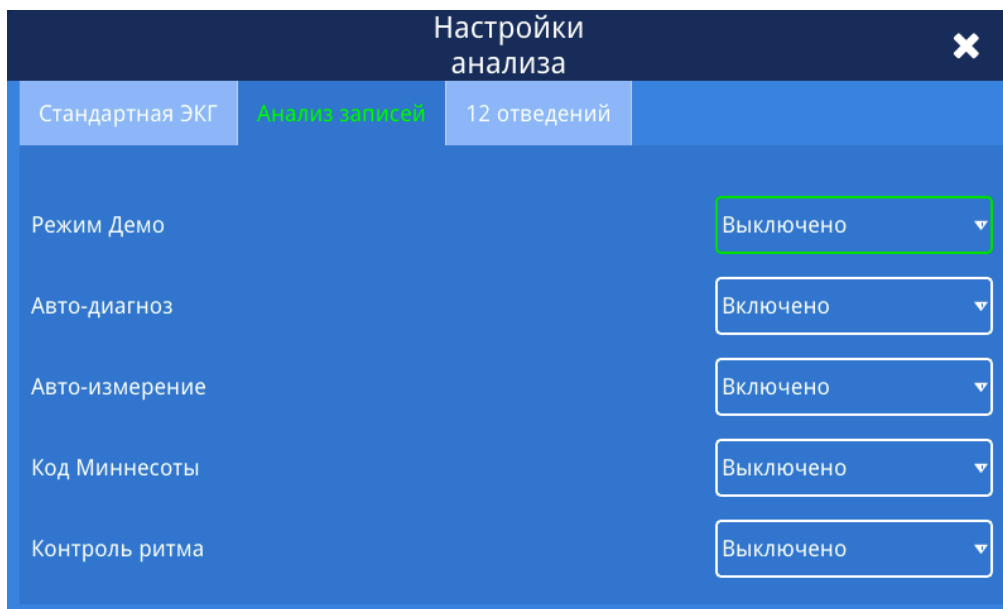 Настройки
анализа
Стандартная ЭКГ Анализ записей 12 отведений
Режим Демо Выключено
Авто-диагноз Включено
Авто-измерение Включено
Код Миннесоты Выключено
Контроль ритма Выключено